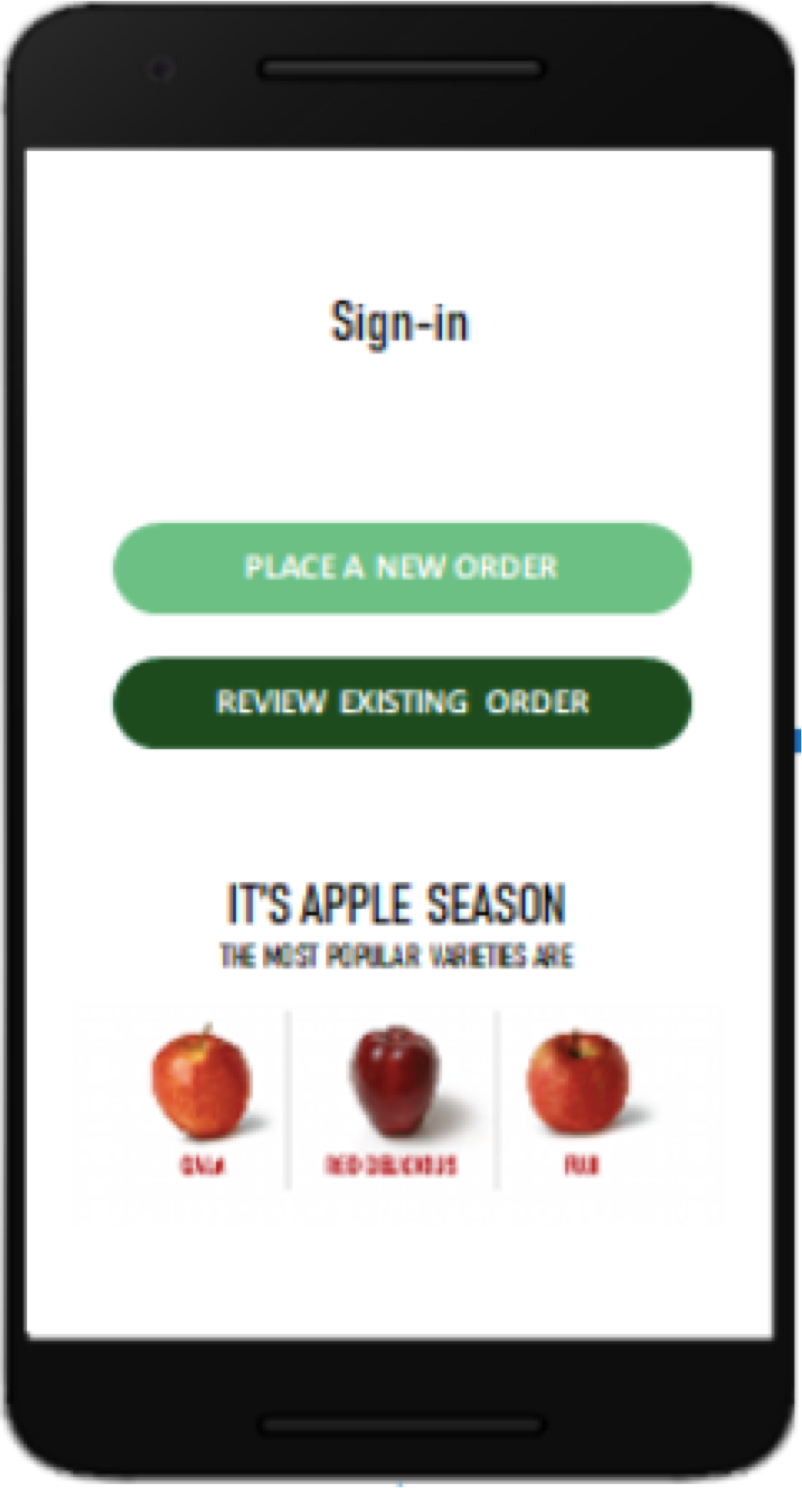 Sign-in
PLACE A NEW ORDER
REVIEW EXISTING ORDER
IT'S APPLE SEASON
THE MOST POPULAR VARIETIES ARE
GALA
RED DELICIOUS
FUJI